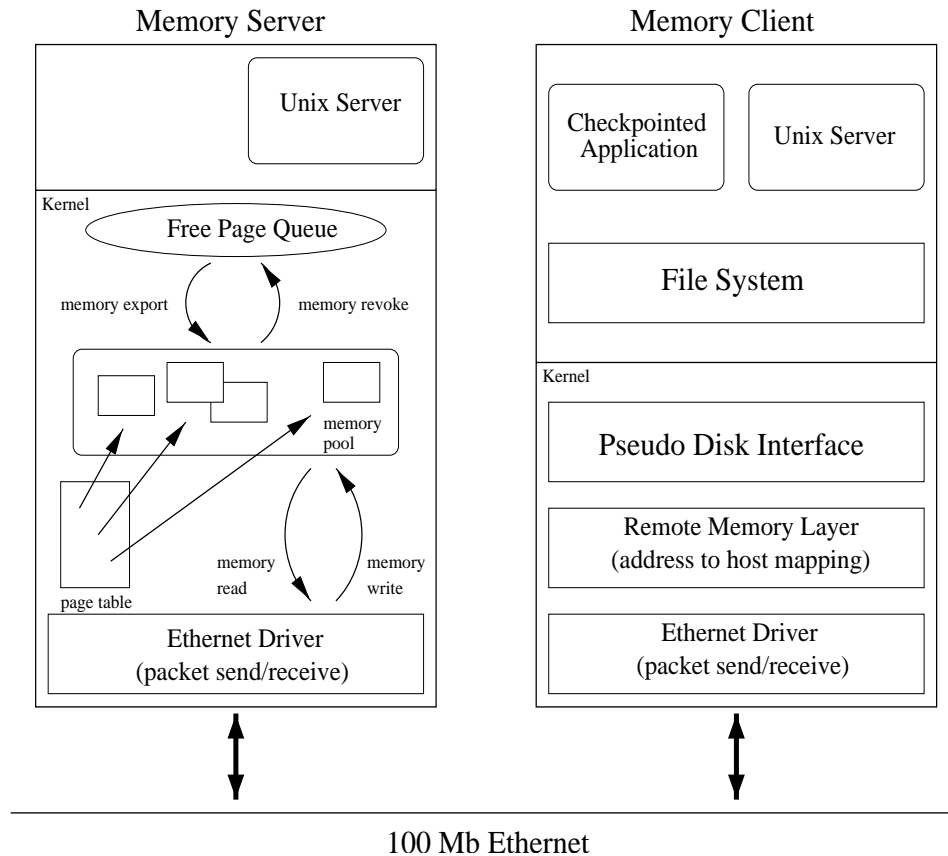 Memory Server
Unix Server
Kernel
Free Page Queue
memory export
memory revoke
memory
pool
memory
read
memory
write
page table
Ethernet Driver
(packet send/receive)
Memory Client
Checkpointed
Application
Unix Server
File System
Kernel
Pseudo Disk Interface
Remote Memory Layer
(address to host mapping)
Ethernet Driver
(packet send/receive)
100 Mb Ethernet